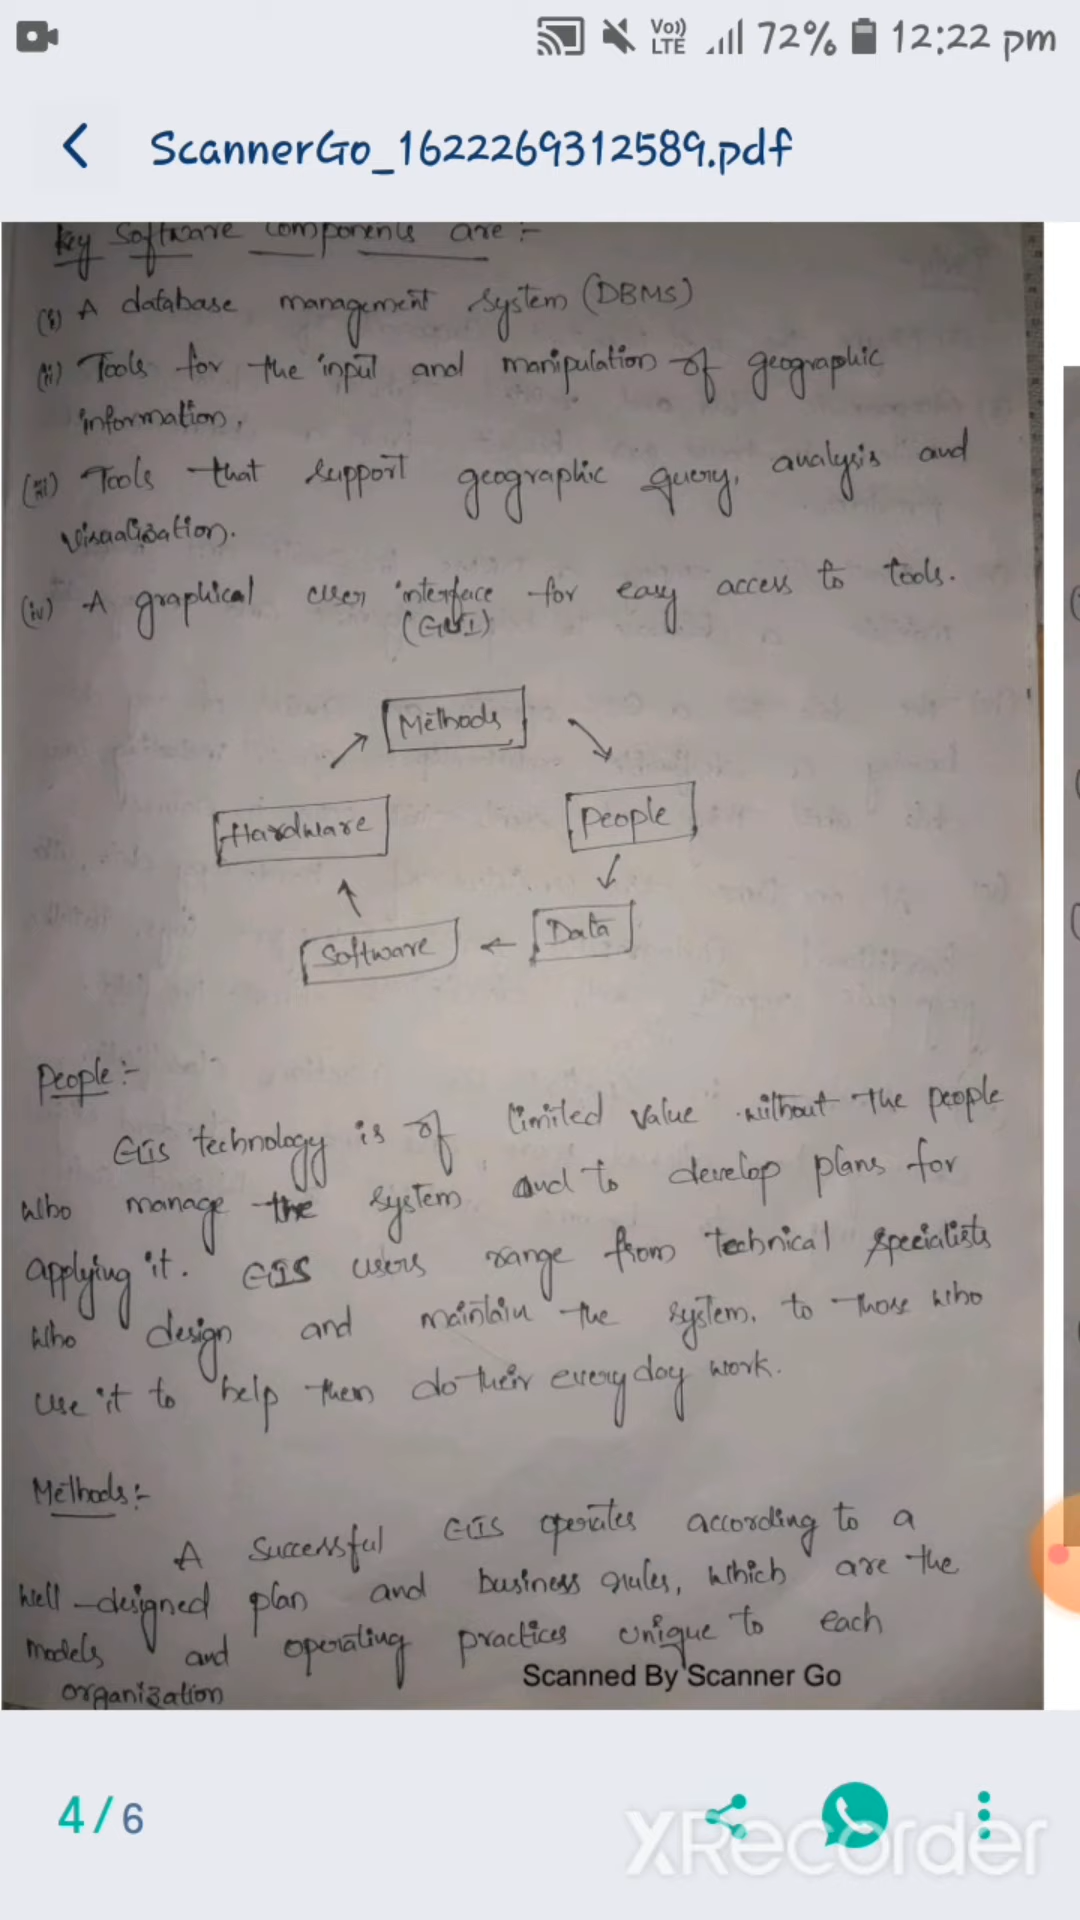 Vo))
LTE
72%
12:22 pm
ScannerGo_1622269312589.pdf
Key Software components are :-
(i) A database management system (DBMS)
(ii) Tools for the input and manipulation of geographic
information,
(iii) Tools that support geographic query, analysis and
visualization.
(iv) A graphical user interface for easy access to tools.
(GUI)
Methods
Hardware
People
Software
Data
People :-
GIS technology is of limited value without the people
who manage the system and to develop plans for
applying it. GIS users range from technical specialists
who design and maintain the system, to those who
use it to help them do their every day work.
Methods :-
A successful GIS operates according to a
well-designed plan and business rules, which are the
models and operating practices unique to each
organization
Scanned By Scanner Go
4/6
XRecorder